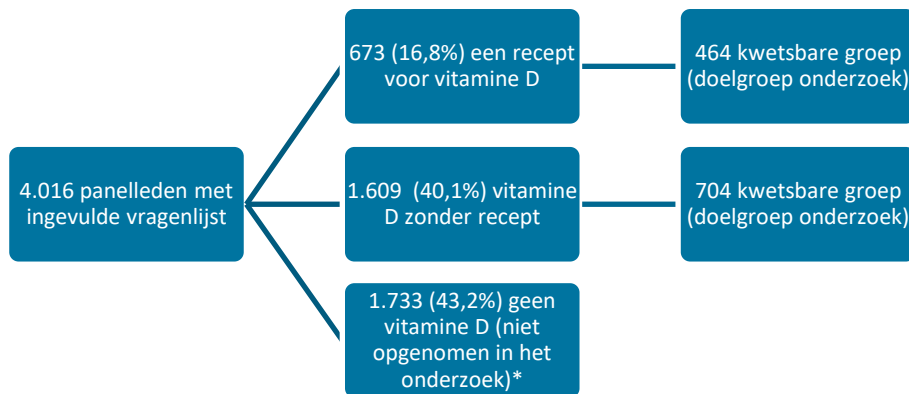 673 (16,8%) een recept
voor vitamine D
464 kwetsbare groep
(doelgroep onderzoek)
4.016 panelleden met
ingevulde vragenlijst
1.609  (40,1%) vitamine
D zonder recept
704 kwetsbare groep
(doelgroep onderzoek)
1.733 (43,2%) geen
vitamine D (niet
opgenomen in het
onderzoek)*